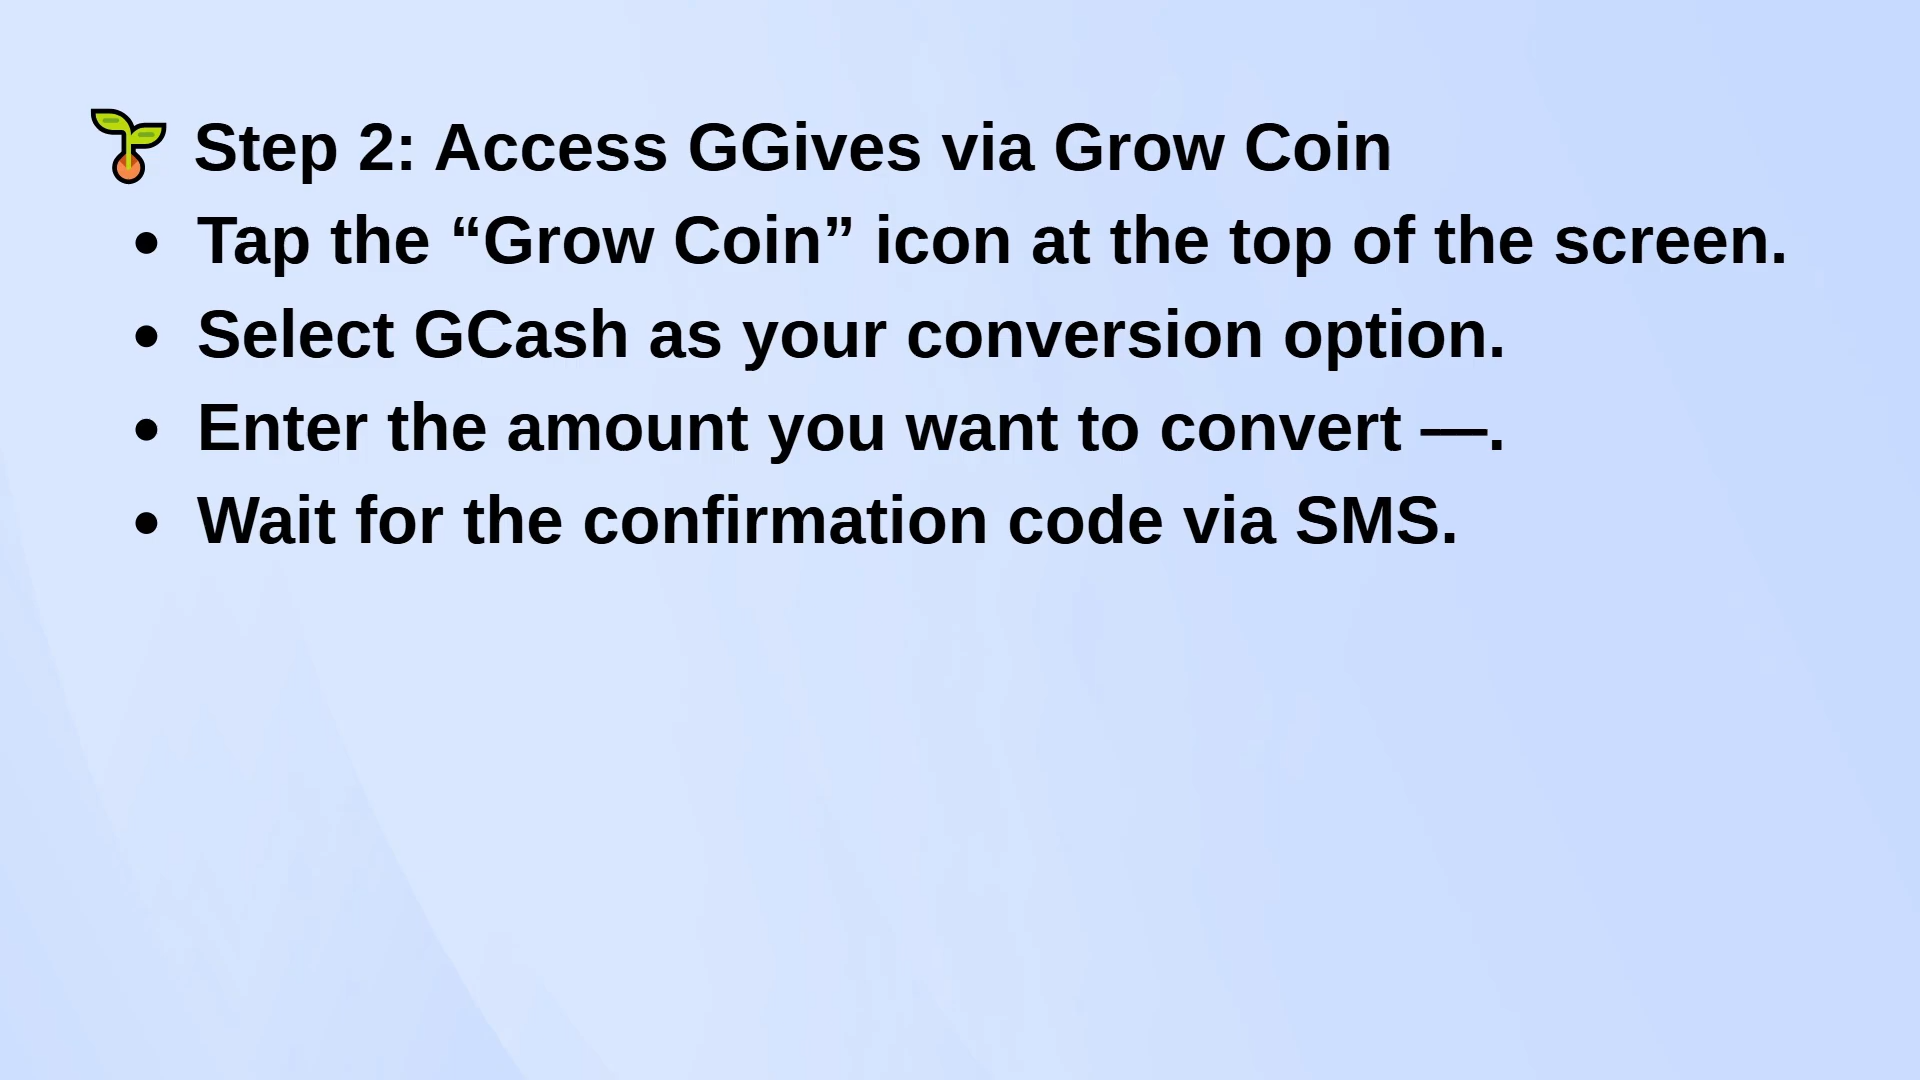 🌱 Step 2: Access GGives via Grow Coin
• Tap the “Grow Coin” icon at the top of the screen.
• Select GCash as your conversion option.
• Enter the amount you want to convert —.
• Wait for the confirmation code via SMS.